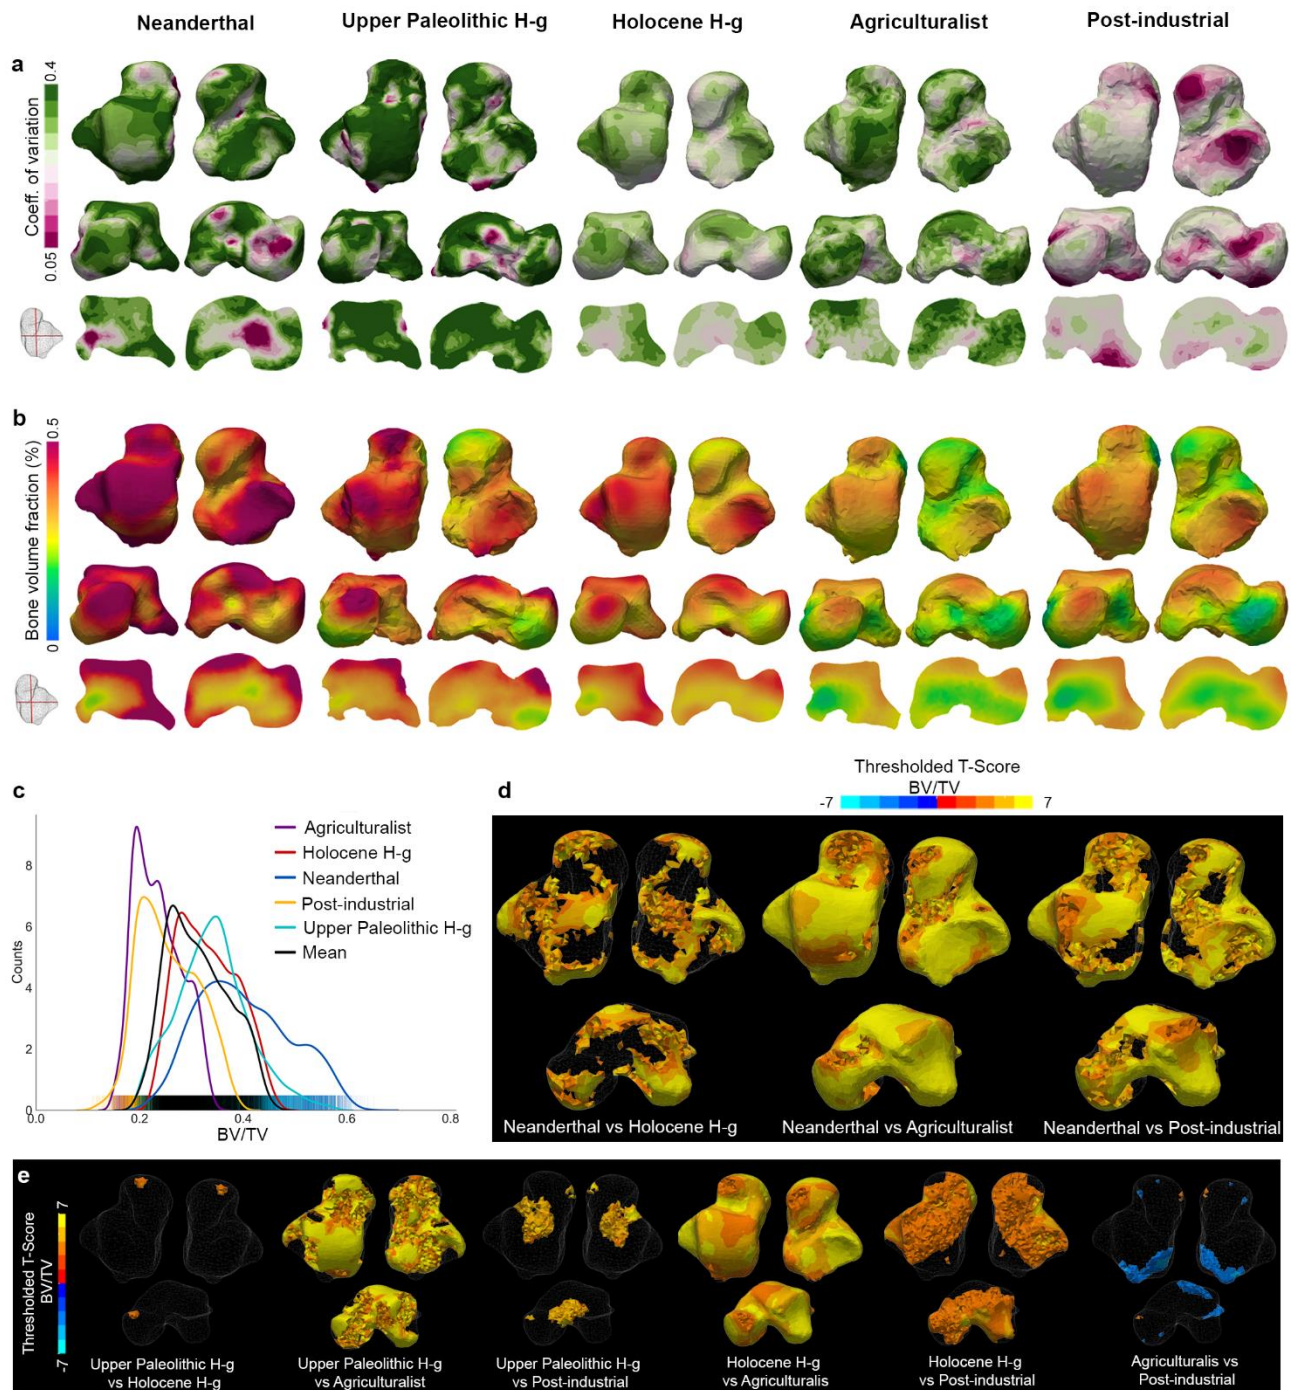 Neanderthal
Upper Paleolithic H-g
Holocene H-g
Agriculturalist
Post-industrial
a
0.4
Coeff. of variation
0.05
b
0.5
Bone volume fraction (%)
0
c
Agriculturalist
Holocene H-g
Neanderthal
Post-industrial
Upper Paleolithic H-g
Mean
8
6
4
2
0
Counts
0.0
0.2
0.4
0.6
0.8
BV/TV
d
Thresholded T-Score
BV/TV
-7
7
Neanderthal vs Holocene H-g
Neanderthal vs Agriculturalist
Neanderthal vs Post-industrial
e
7
Thresholded T-Score
BV/TV
-7
Upper Paleolithic H-g
vs Holocene H-g
Upper Paleolithic H-g
vs Agriculturalist
Upper Paleolithic H-g
vs Post-industrial
Holocene H-g
vs Agriculturalis
Holocene H-g
vs Post-industrial
Agriculturalis vs
Post-industrial